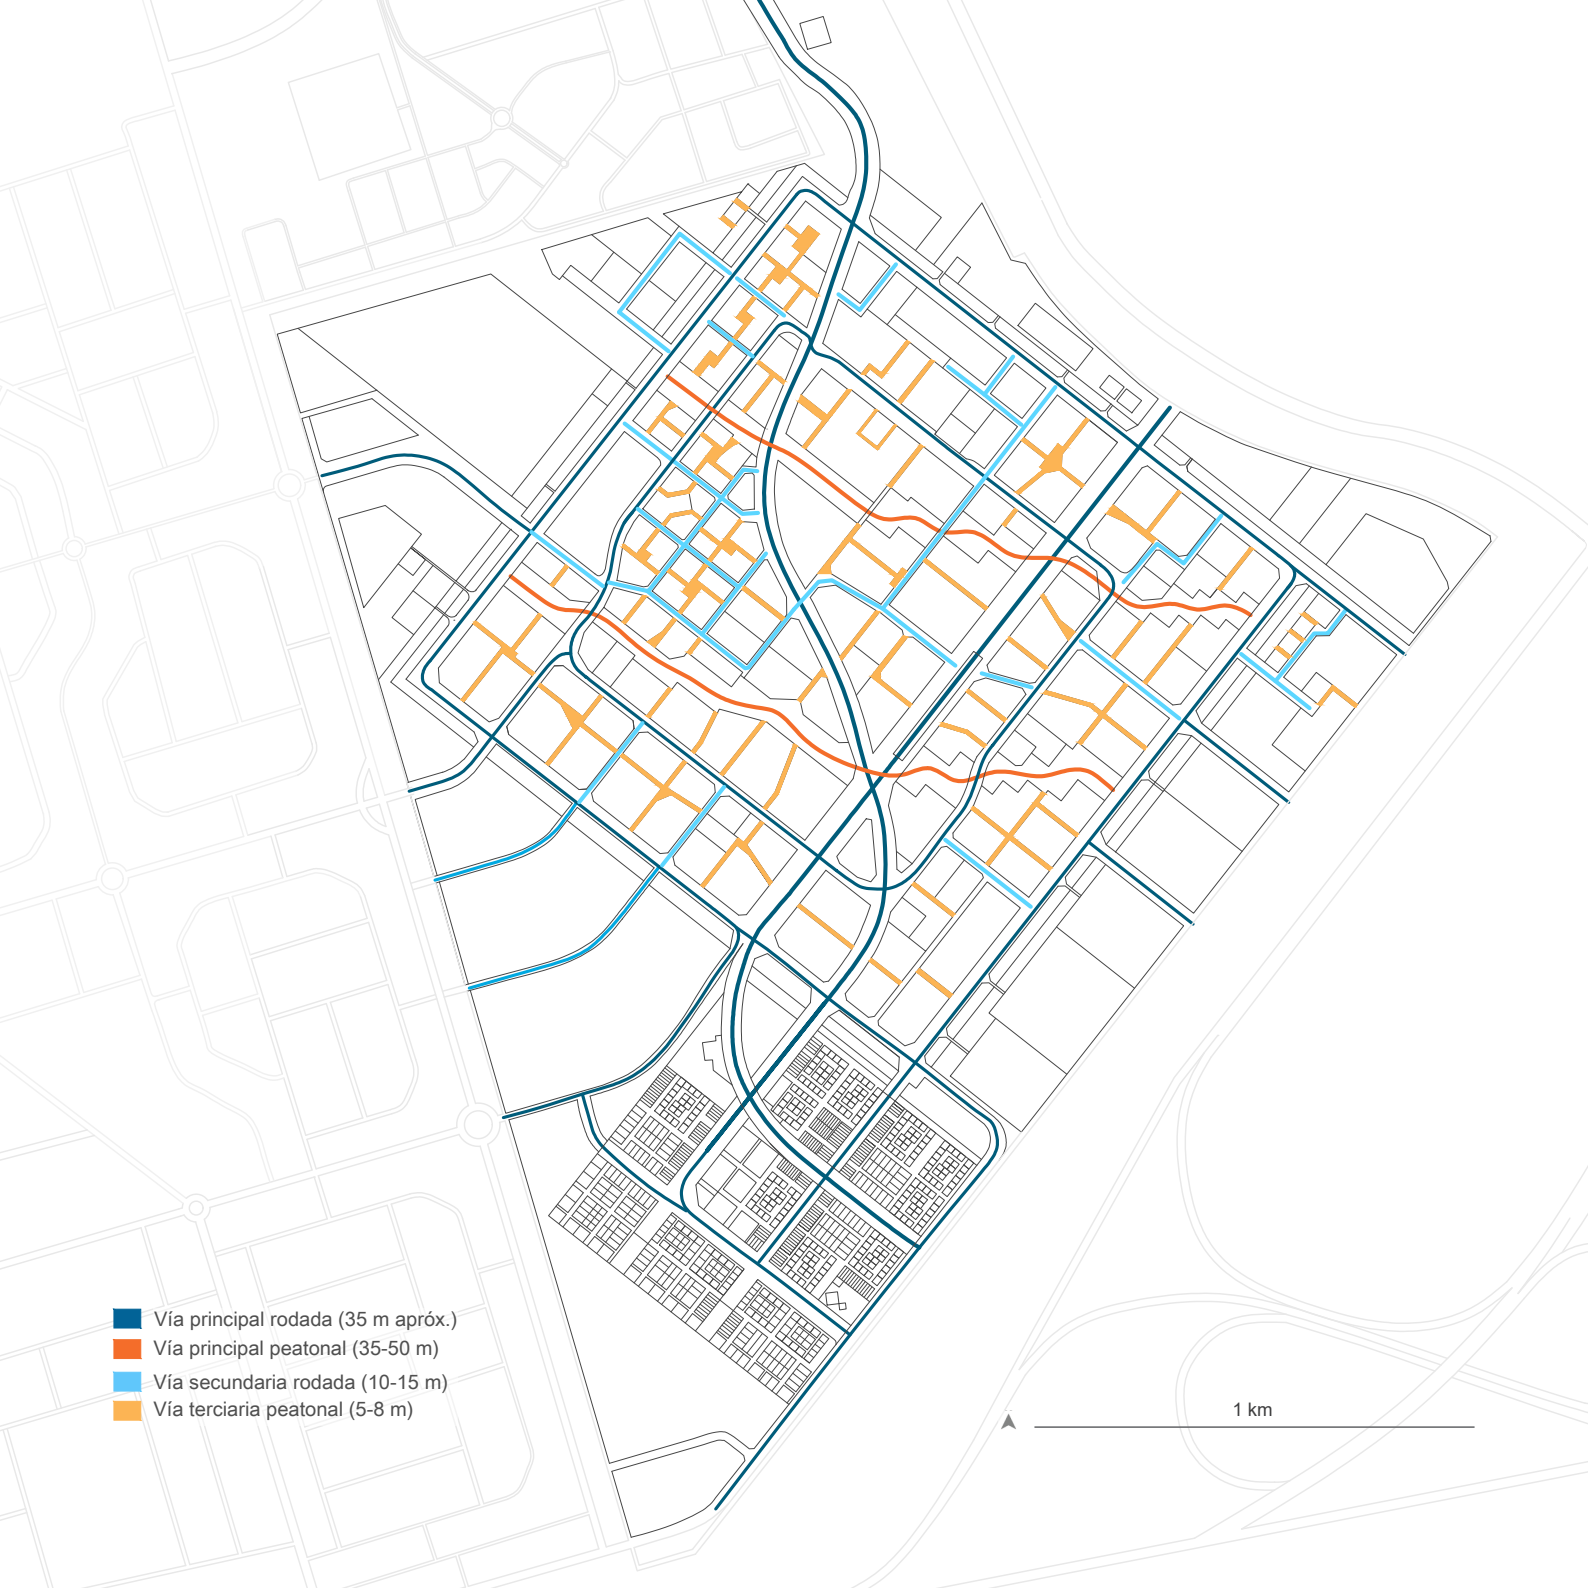 Vía principal rodada (35 m apróx.)
Vía principal peatonal (35-50 m)
Vía secundaria rodada (10-15 m)
Vía terciaria peatonal (5-8 m)
1 km